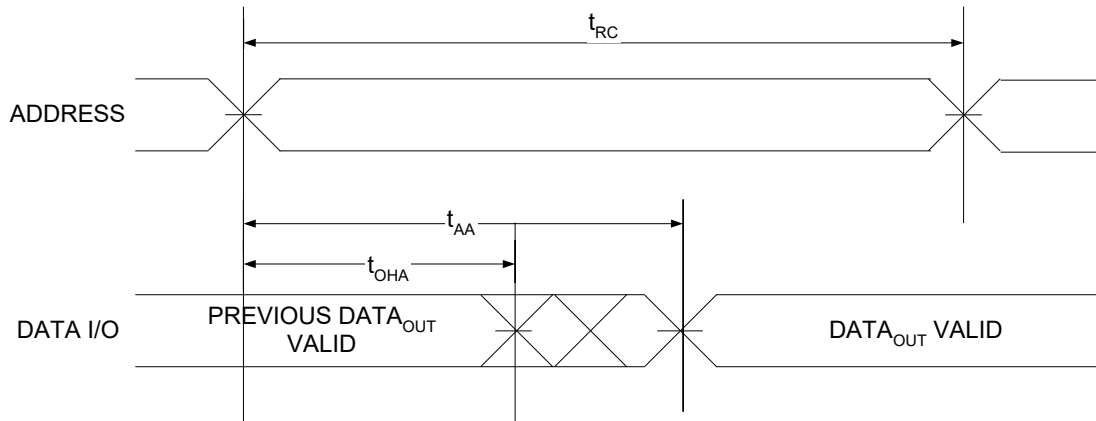 tRC
ADDRESS
tAA
tOHA
DATA I/O
PREVIOUS DATAOUT
VALID
DATAOUT VALID